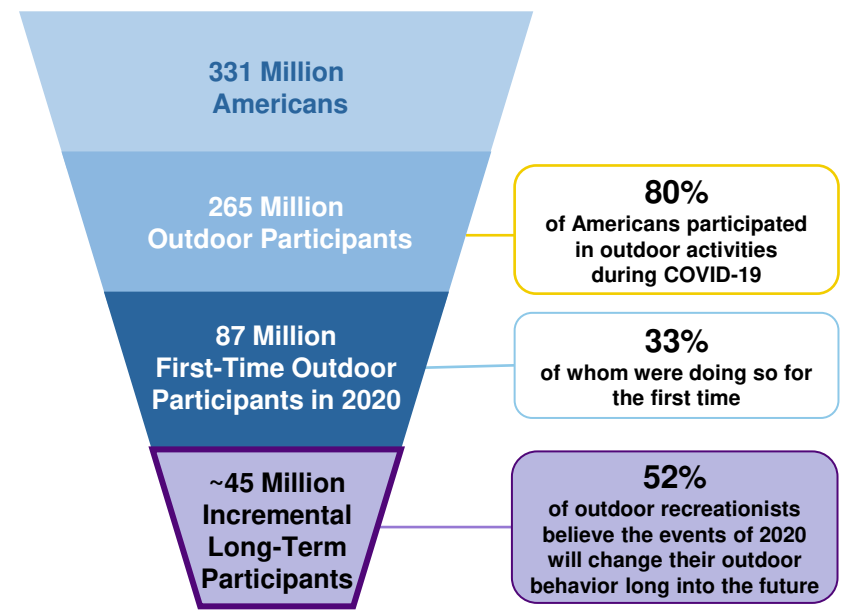 331 Million
Americans
265 Million
Outdoor Participants
80%
of Americans participated
in outdoor activities
during COVID-19
87 Million
First-Time Outdoor
Participants in 2020
33%
of whom were doing so for
the first time
~45 Million
Incremental
Long-Term
Participants
52%
of outdoor recreationists
believe the events of 2020
will change their outdoor
behavior long into the future